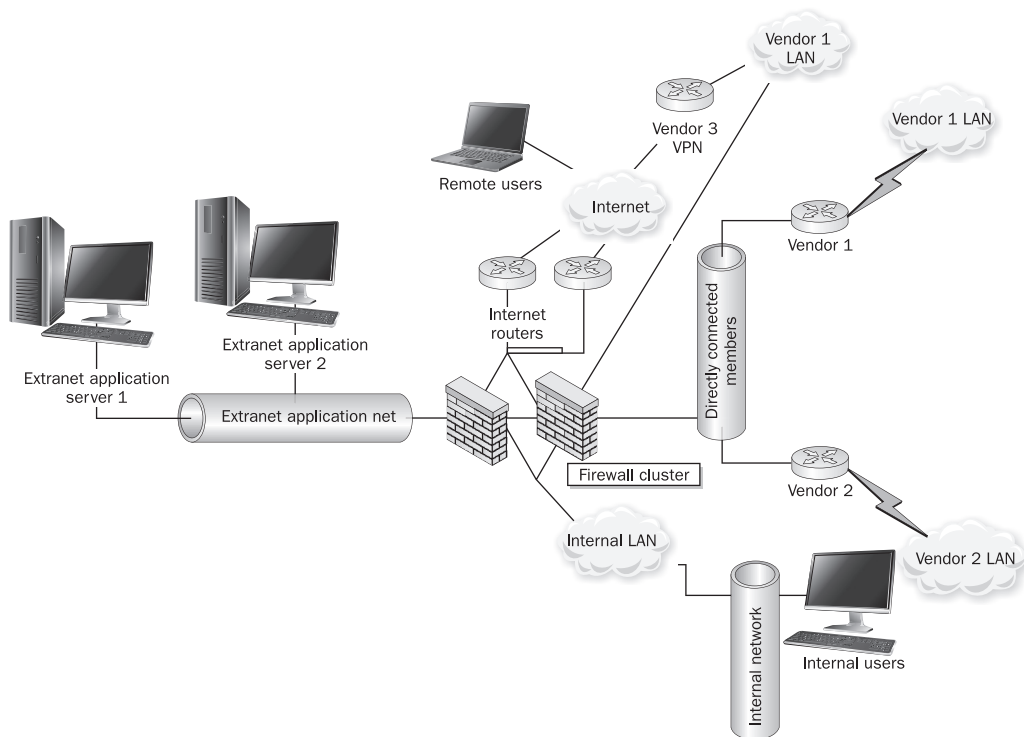 Vendor 1
LAN
Vendor 3
VPN
Vendor 1 LAN
Remote users
Internet
Vendor 1
Internet
routers
Directly connected
members
Extranet application
server 2
Extranet application
server 1
Extranet application net
Firewall cluster
Vendor 2
Internal LAN
Vendor 2 LAN
Internal network
Internal users